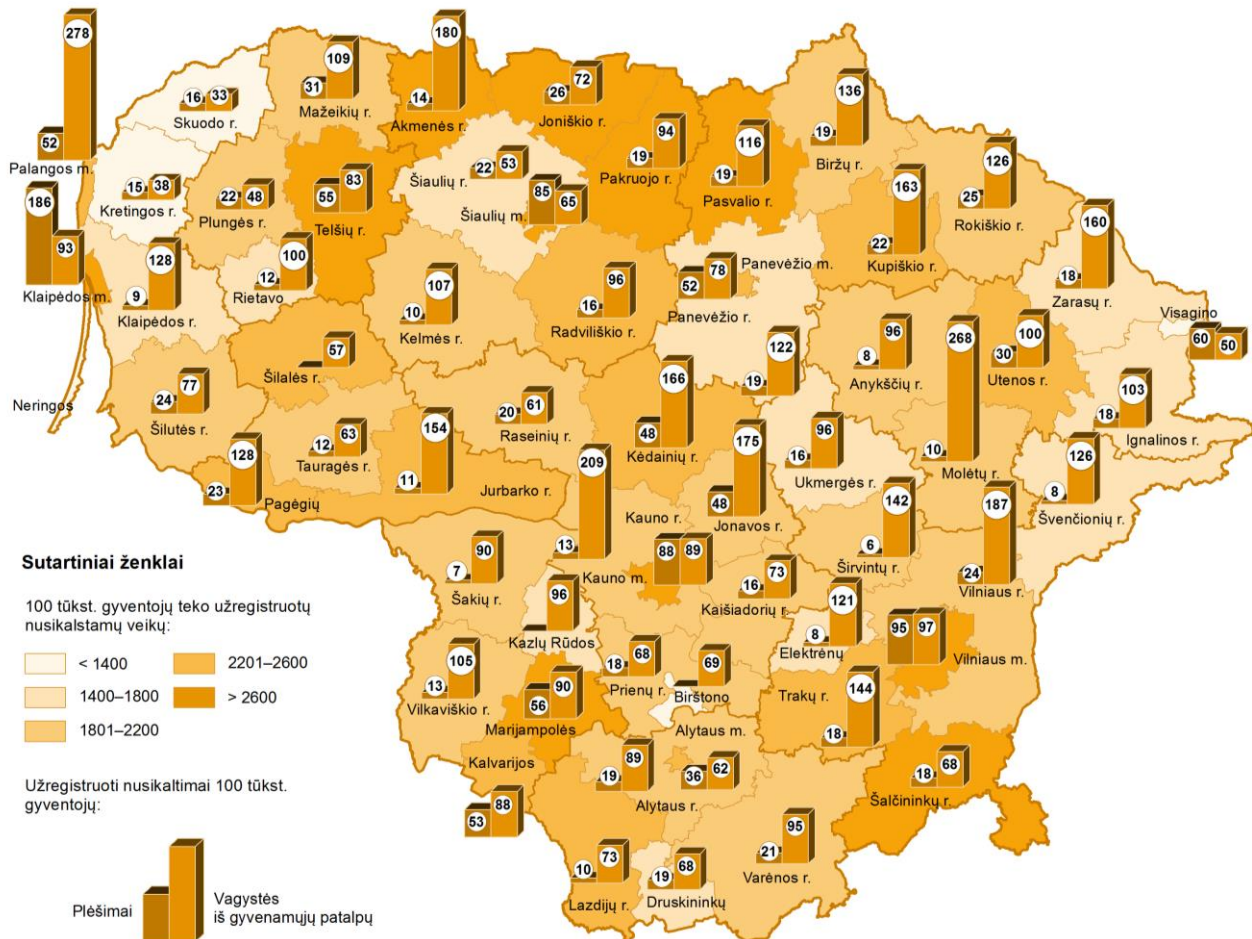 278
52
Palangos m.
186
93
Klaipėdos m.
16 33
Skuodo r.
31 109
Mažeikių r.
14 180
Akmenės r.
26 72
Joniškio r.
19 94
Pakruojo r.
19 116
Pasvalio r.
19 136
Biržų r.
25 126
Rokiškio r.
22 163
Kupiškio r.
18 160
Zarasų r.
Visagino
60 50
15 38
Kretingos r.
22 48
Plungės r.
55 83
Telšių r.
22 53
Šiaulių r.
85 65
Šiaulių m.
9 128
Klaipėdos r.
12 100
Rietavo
10 107
Kelmės r.
16 96
Radviliškio r.
52 78
Panevėžio m.
Panevėžio r.
19 122
8 96
Anykščių r.
10 268
Molėtų r.
30 100
Utenos r.
18 103
Ignalinos r.
57
Šilalės r.
Neringos
24 77
Šilutės r.
12 63
Tauragės r.
11 154
Jurbarko r.
20 61
Raseinių r.
48 166
Kėdainių r.
48 175
Jonavos r.
16 96
Ukmergės r.
8 126
Švenčionių r.
23 128
Pagėgių
13 209
Kauno r.
88 89
Kauno m.
6 142
Širvintų r.
24 187
Vilniaus r.
7 90
Šakių r.
96
Kazlų Rūdos
16 73
Kaišiadorių r.
8 121
Elektrėnų
95 97
Vilniaus m.
13 105
Vilkaviškio r.
56 90
Marijampolės
18 68
Prienų r.
69
Birštono
Trakų r.
18 144
Kalvarijos
53 88
Alytaus m.
36 62
19 89
Alytaus r.
18 68
Šalčininkų r.
10 73
Lazdijų r.
19 68
Druskininkų
21 95
Varėnos r.
Sutartiniai ženklai
100 tūkst. gyventojų teko užregistruotų
nusikalstamų veikų:
< 1400
2201–2600
1400–1800
> 2600
1801–2200
Užregistruoti nusikaltimai 100 tūkst.
gyventojų:
Plėšimai
Vagystės
iš gyvenamųjų patalpų